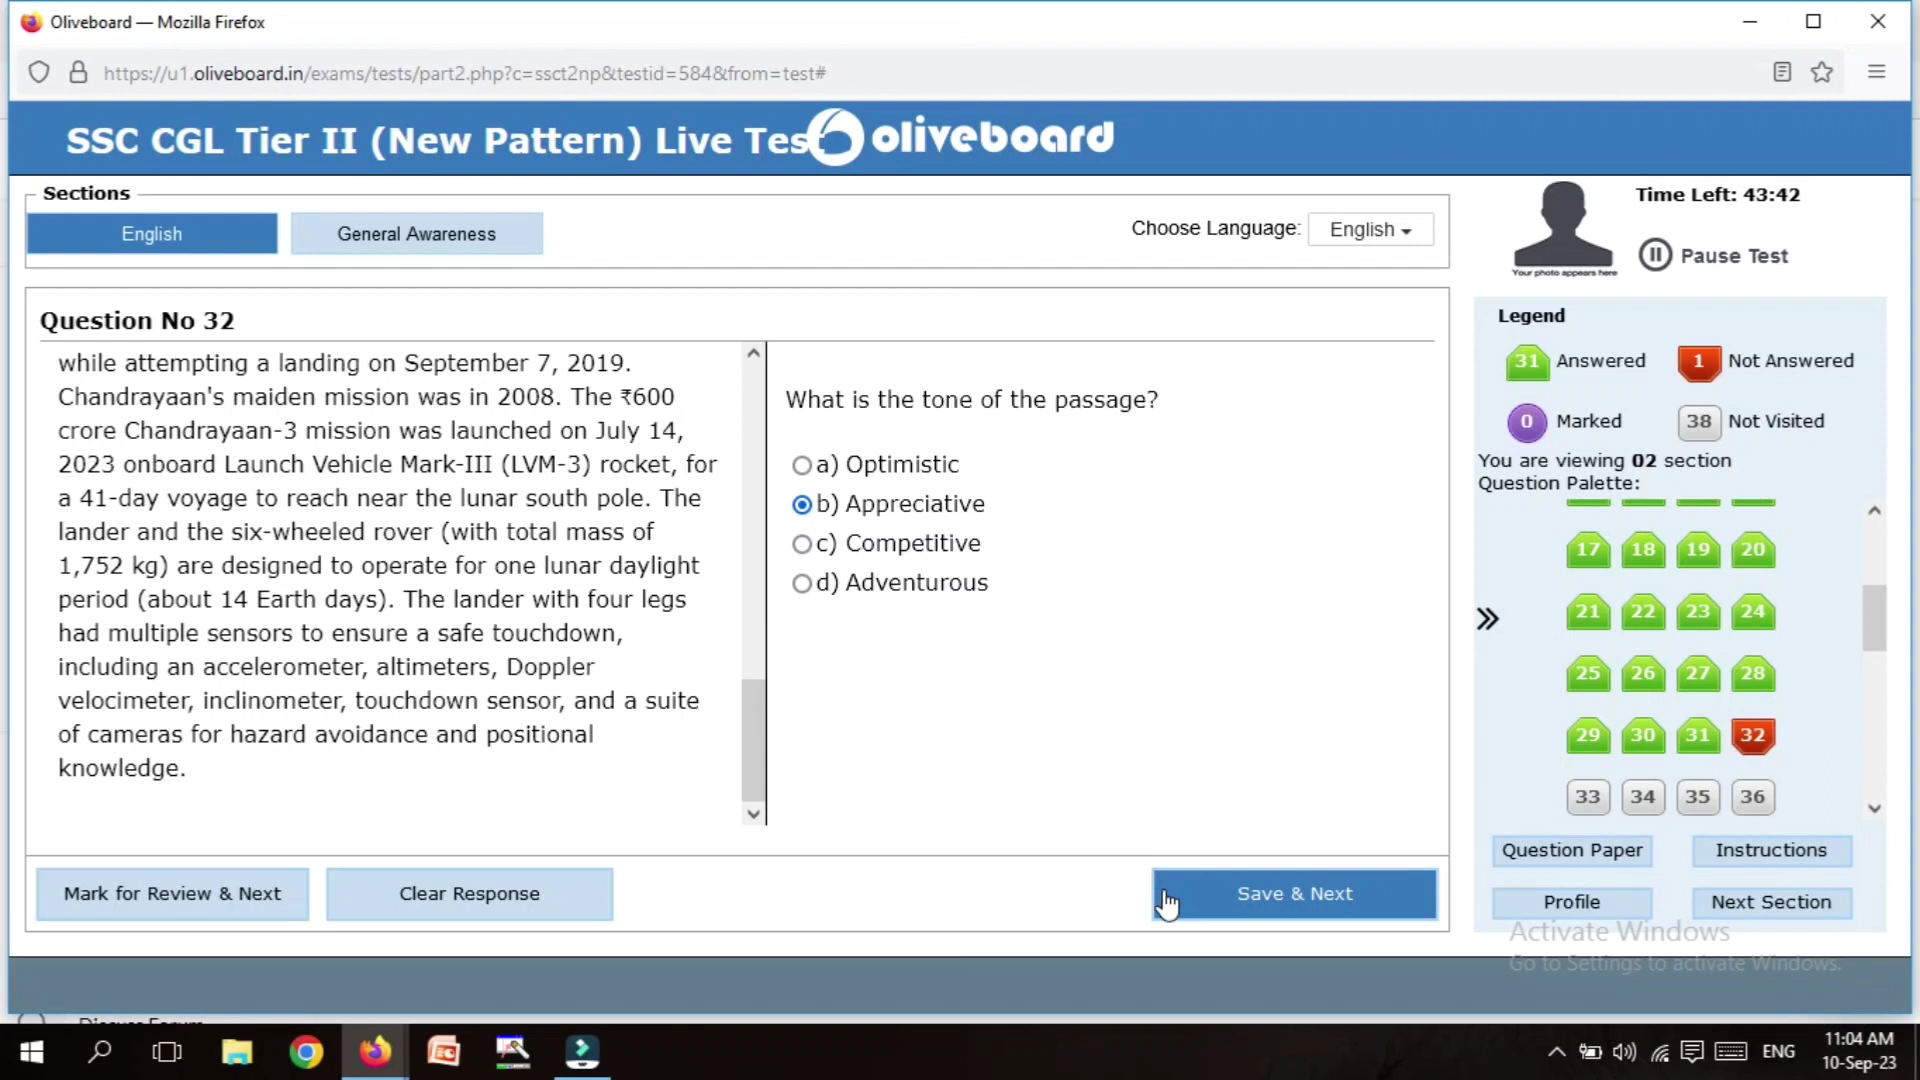 Oliveboard — Mozilla Firefox
https://u1.oliveboard.in/exams/tests/part2.php?c=ssct2np&testid=584&from=test#
SSC CGL Tier II (New Pattern) Live Tes
oliveboard
Sections
English
General Awareness
Choose Language:
English
Your photo appears here
Time Left: 43:42
Pause Test
Question No 32
while attempting a landing on September 7, 2019.
Chandrayaan's maiden mission was in 2008. The ₹600
crore Chandrayaan-3 mission was launched on July 14,
2023 onboard Launch Vehicle Mark-III (LVM-3) rocket, for
a 41-day voyage to reach near the lunar south pole. The
lander and the six-wheeled rover (with total mass of
1,752 kg) are designed to operate for one lunar daylight
period (about 14 Earth days). The lander with four legs
had multiple sensors to ensure a safe touchdown,
including an accelerometer, altimeters, Doppler
velocimeter, inclinometer, touchdown sensor, and a suite
of cameras for hazard avoidance and positional
knowledge.
What is the tone of the passage?
a) Optimistic
b) Appreciative
c) Competitive
d) Adventurous
Legend
31 Answered
1 Not Answered
0 Marked
38 Not Visited
You are viewing 02 section
Question Palette:
17 18 19 20
21 22 23 24
25 26 27 28
29 30 31 32
33 34 35 36
Question Paper
Instructions
Profile
Next Section
Mark for Review & Next
Clear Response
Save & Next
Activate Windows
Go to Settings to activate Windows.
ENG
11:04 AM
10-Sep-23